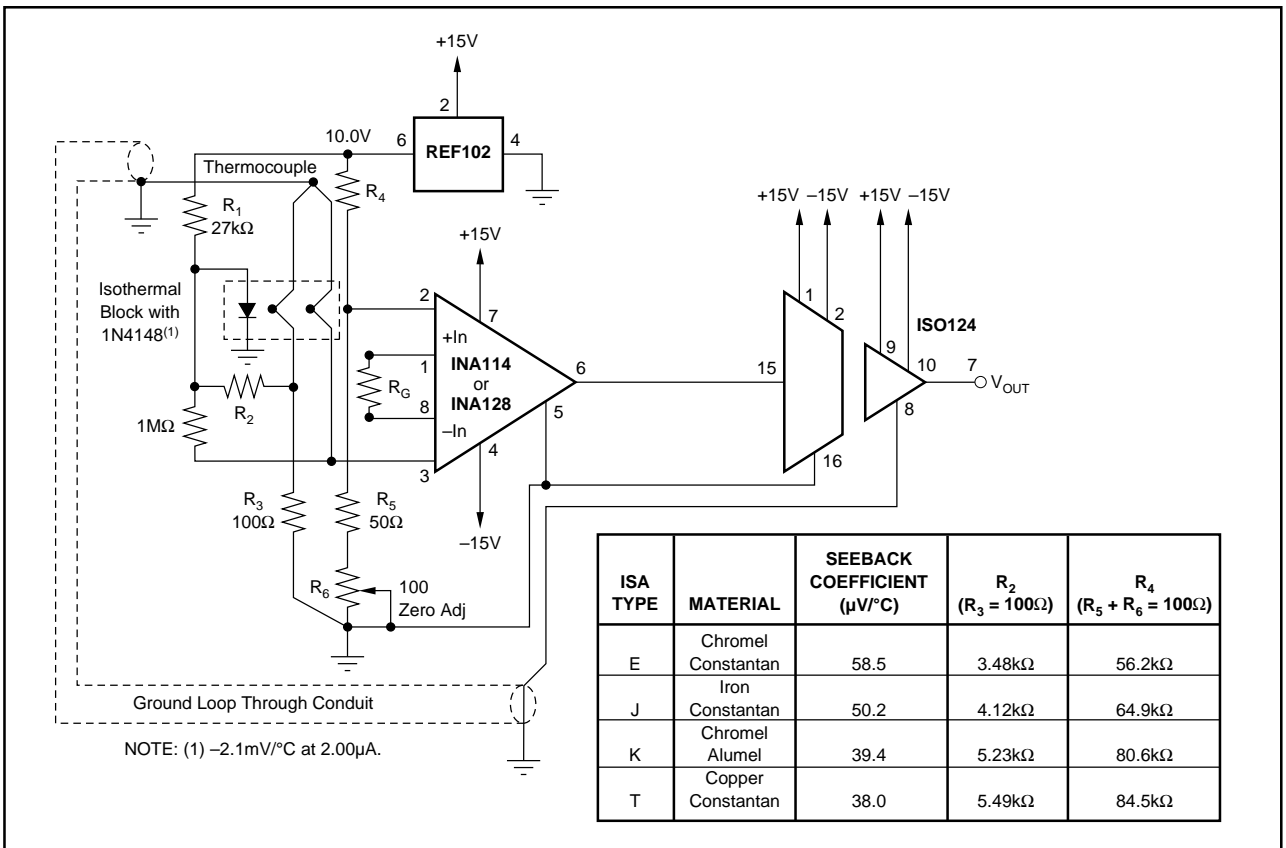 +15V
2
10.0V
6
REF102
4
Thermocouple
R4
R1
27kΩ
+15V –15V
+15V –15V
+15V
Isothermal
Block with
1N4148(1)
2
7
+In
1
RG
INA114
or
INA128
8
–In
3
4
5
6
–15V
1
2
15
16
ISO124
9
10
8
7
VOUT
R2
1MΩ
R3
100Ω
R5
50Ω
R6
100
Zero Adj
Ground Loop Through Conduit
NOTE: (1) –2.1mV/°C at 2.00µA.
ISA TYPE MATERIAL SEEBACK COEFFICIENT (µV/°C) R2 (R3 = 100Ω) R4 (R5 + R6 = 100Ω)
E Chromel Constantan 58.5 3.48kΩ 56.2kΩ
J Iron Constantan 50.2 4.12kΩ 64.9kΩ
K Chromel Alumel 39.4 5.23kΩ 80.6kΩ
T Copper Constantan 38.0 5.49kΩ 84.5kΩ